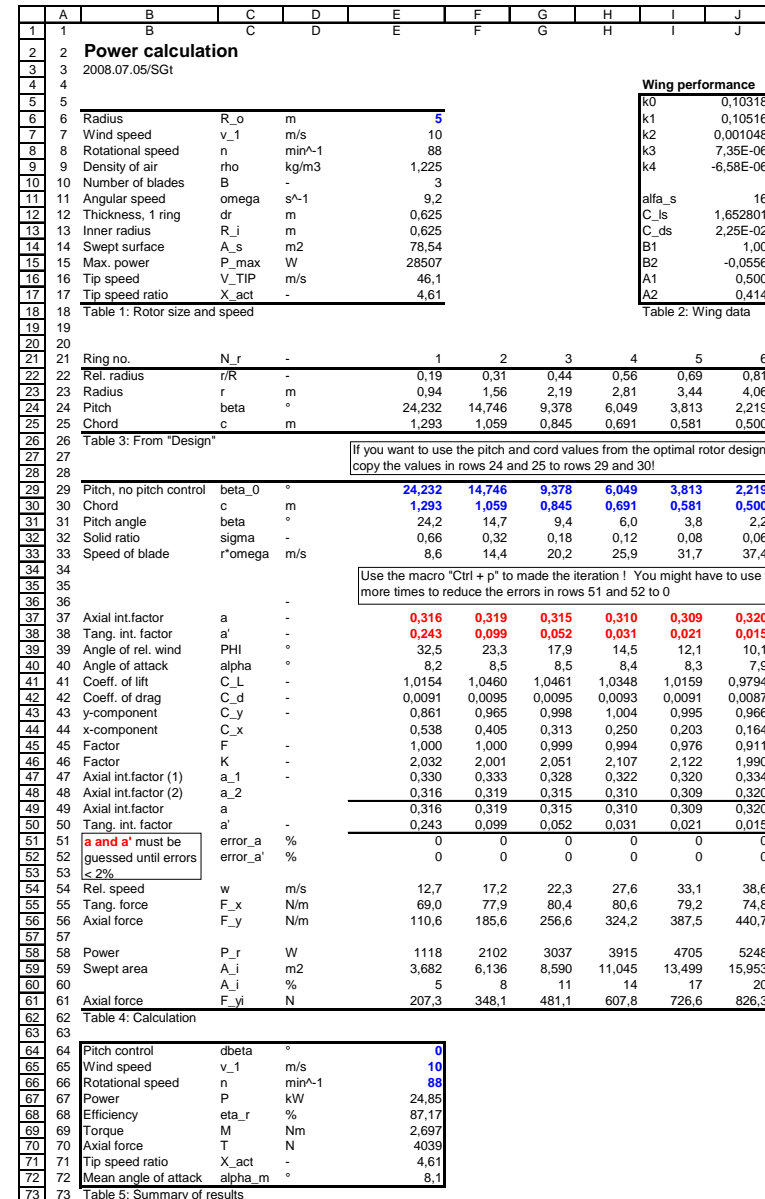 A B C D E F G H I J
1 1 B C D E F G H I J
2 2 Power calculation
3 3 2008.07.05/SGt
4 4 Wing performance
5 5 k0 0,10318
6 6 Radius R_o m 5 k1 0,10516
7 7 Wind speed v_1 m/s 10 k2 0,001048
8 8 Rotational speed n min^-1 88 k3 7,35E-06
9 9 Density of air rho kg/m3 1,225 k4 -6,58E-06
10 10 Number of blades B - 3
11 11 Angular speed omega s^-1 9,2 alfa_s 16
12 12 Thickness, 1 ring dr m 0,625 C_ls 1,652801
13 13 Inner radius R_i m 0,625 C_ds 2,25E-02
14 14 Swept surface A_s m2 78,54 B1 1,00
15 15 Max. power P_max W 28507 B2 -0,0556
16 16 Tip speed V_TIP m/s 46,1 A1 0,500
17 17 Tip speed ratio X_act - 4,61 A2 0,414
18 18 Table 1: Rotor size and speed Table 2: Wing data
19 19
20 20
21 21 Ring no. N_r - 1 2 3 4 5 6
22 22 Rel. radius r/R - 0,19 0,31 0,44 0,56 0,69 0,81
23 23 Radius r m 0,94 1,56 2,19 2,81 3,44 4,06
24 24 Pitch beta ° 24,232 14,746 9,378 6,049 3,813 2,219
25 25 Chord c m 1,293 1,059 0,845 0,691 0,581 0,500
26 26 Table 3: From "Design"
27 27 If you want to use the pitch and cord values from the optimal rotor design
28 28 copy the values in rows 24 and 25 to rows 29 and 30!
29 29 Pitch, no pitch control beta_0 ° 24,232 14,746 9,378 6,049 3,813 2,219
30 30 Chord c m 1,293 1,059 0,845 0,691 0,581 0,500
31 31 Pitch angle beta ° 24,2 14,7 9,4 6,0 3,8 2,2
32 32 Solid ratio sigma - 0,66 0,32 0,18 0,12 0,08 0,06
33 33 Speed of blade r*omega m/s 8,6 14,4 20,2 25,9 31,7 37,4
34 34 Use the macro "Ctrl + p" to made the iteration ! You might have to use
35 35 more times to reduce the errors in rows 51 and 52 to 0
36 36 -
37 37 Axial int.factor a - 0,316 0,319 0,315 0,310 0,309 0,320
38 38 Tang. int. factor a' - 0,243 0,099 0,052 0,031 0,021 0,015
39 39 Angle of rel. wind PHI ° 32,5 23,3 17,9 14,5 12,1 10,1
40 40 Angle of attack alpha ° 8,2 8,5 8,5 8,4 8,3 7,9
41 41 Coeff. of lift C_L - 1,0154 1,0460 1,0461 1,0348 1,0159 0,9794
42 42 Coeff. of drag C_d - 0,0091 0,0095 0,0095 0,0093 0,0091 0,0087
43 43 y-component C_y - 0,861 0,965 0,998 1,004 0,995 0,966
44 44 x-component C_x 0,538 0,405 0,313 0,250 0,203 0,164
45 45 Factor F - 1,000 1,000 0,999 0,994 0,976 0,911
46 46 Factor K - 2,032 2,001 2,051 2,107 2,122 1,990
47 47 Axial int.factor (1) a_1 - 0,330 0,333 0,328 0,322 0,320 0,334
48 48 Axial int.factor (2) a_2 0,316 0,319 0,315 0,310 0,309 0,320
49 49 Axial int.factor a 0,316 0,319 0,315 0,310 0,309 0,320
50 50 Tang. int. factor a' - 0,243 0,099 0,052 0,031 0,021 0,015
51 51 a and a' must be error_a % 0 0 0 0 0 0
52 52 guessed until errors error_a' % 0 0 0 0 0 0
53 53 < 2%
54 54 Rel. speed w m/s 12,7 17,2 22,3 27,6 33,1 38,6
55 55 Tang. force F_x N/m 69,0 77,9 80,4 80,6 79,2 74,8
56 56 Axial force F_y N/m 110,6 185,6 256,6 324,2 387,5 440,7
57 57
58 58 Power P_r W 1118 2102 3037 3915 4705 5248
59 59 Swept area A_i m2 3,682 6,136 8,590 11,045 13,499 15,953
60 60 A_i % 5 8 11 14 17 20
61 61 Axial force F_yi N 207,3 348,1 481,1 607,8 726,6 826,3
62 62 Table 4: Calculation
63 63
64 64 Pitch control dbeta ° 0
65 65 Wind speed v_1 m/s 10
66 66 Rotational speed n min^-1 88
67 67 Power P kW 24,85
68 68 Efficiency eta_r % 87,17
69 69 Torque M Nm 2,697
70 70 Axial force T N 4039
71 71 Tip speed ratio X_act - 4,61
72 72 Mean angle of attack alpha_m ° 8,1
73 73 Table 5: Summary of results